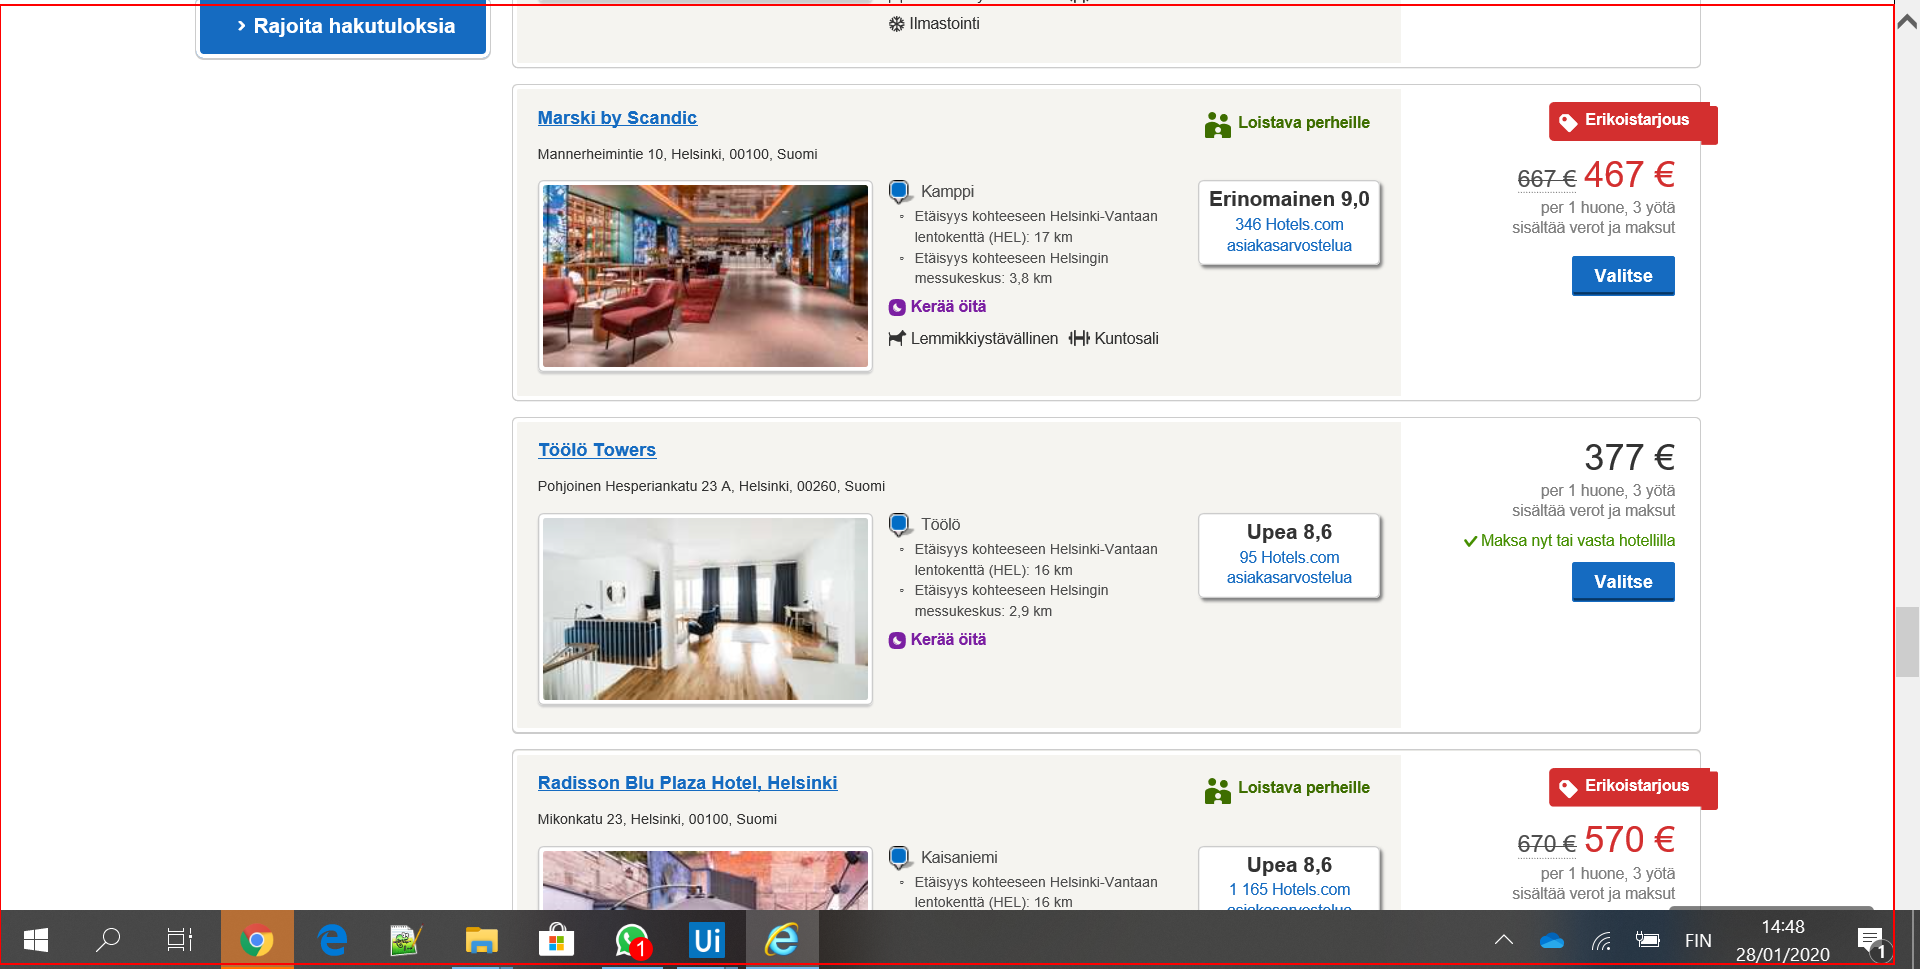 › Rajoita hakutuloksia
Ilmastointi
Marski by Scandic
Loistava perheille
Erikoistarjous
Mannerheimintie 10, Helsinki, 00100, Suomi
667 € 467 €
per 1 huone, 3 yötä
sisältää verot ja maksut
Valitse
Kamppi
Etäisyys kohteeseen Helsinki-Vantaan
lentokenttä (HEL): 17 km
Etäisyys kohteeseen Helsingin
messukeskus: 3,8 km
Kerää öitä
Lemmikkiystävällinen Kuntosali
Erinomainen 9,0
346 Hotels.com
asiakasarvostelua
Töölö Towers
Pohjoinen Hesperiankatu 23 A, Helsinki, 00260, Suomi
377 €
per 1 huone, 3 yötä
sisältää verot ja maksut
Maksa nyt tai vasta hotellilla
Valitse
Töölö
Etäisyys kohteeseen Helsinki-Vantaan
lentokenttä (HEL): 16 km
Etäisyys kohteeseen Helsingin
messukeskus: 2,9 km
Kerää öitä
Upea 8,6
95 Hotels.com
asiakasarvostelua
Radisson Blu Plaza Hotel, Helsinki
Loistava perheille
Erikoistarjous
Mikonkatu 23, Helsinki, 00100, Suomi
670 € 570 €
per 1 huone, 3 yötä
sisältää verot ja maksut
Kaisaniemi
Etäisyys kohteeseen Helsinki-Vantaan
lentokenttä (HEL): 16 km
Upea 8,6
1 165 Hotels.com
asiakasarvostelua
1
Ui
FIN
14:48
28/01/2020
1